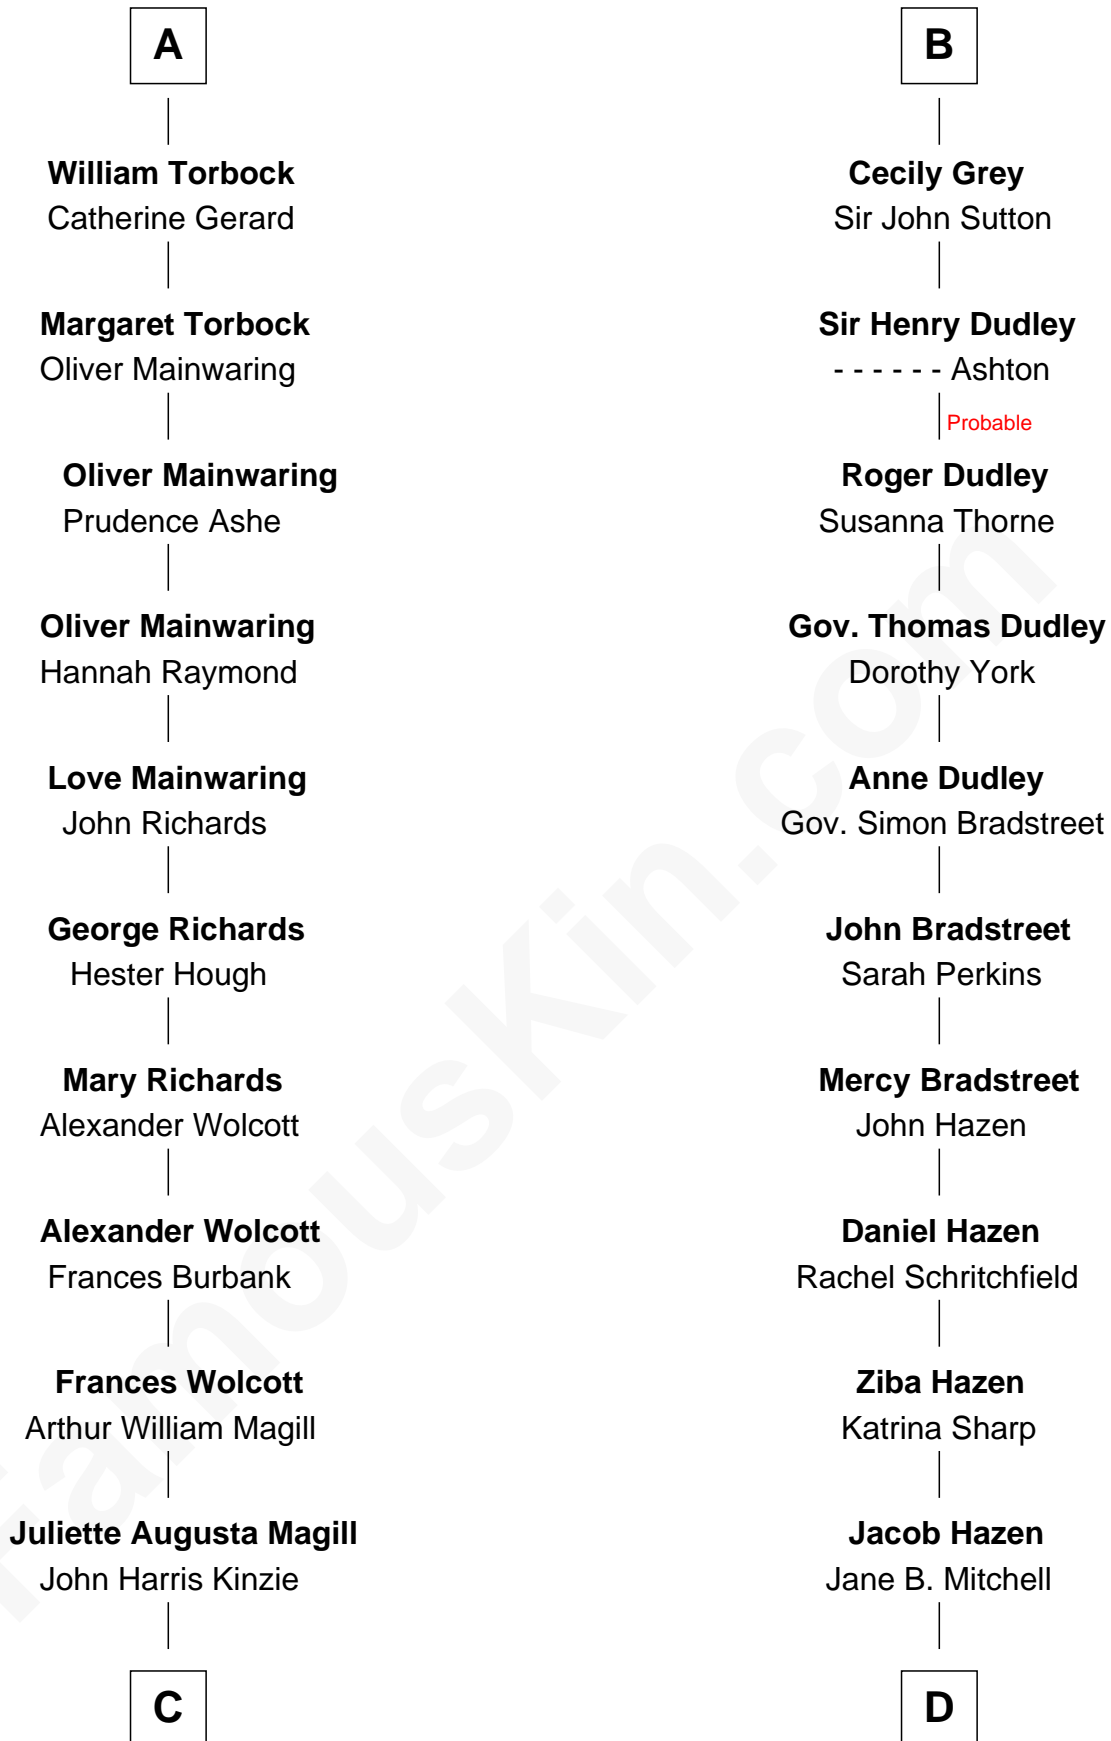 A
William Torbock
Catherine Gerard
Margaret Torbock
Oliver Mainwaring
Oliver Mainwaring
Prudence Ashe
Oliver Mainwaring
Hannah Raymond
Love Mainwaring
John Richards
George Richards
Hester Hough
Mary Richards
Alexander Wolcott
Alexander Wolcott
Frances Burbank
Frances Wolcott
Arthur William Magill
Juliette Augusta Magill
John Harris Kinzie
C
B
Cecily Grey
Sir John Sutton
Sir Henry Dudley
- - - - - - Ashton
Probable
Roger Dudley
Susanna Thorne
Gov. Thomas Dudley
Dorothy York
Anne Dudley
Gov. Simon Bradstreet
John Bradstreet
Sarah Perkins
Mercy Bradstreet
John Hazen
Daniel Hazen
Rachel Schritchfield
Ziba Hazen
Katrina Sharp
Jacob Hazen
Jane B. Mitchell
D
FamousKin.com